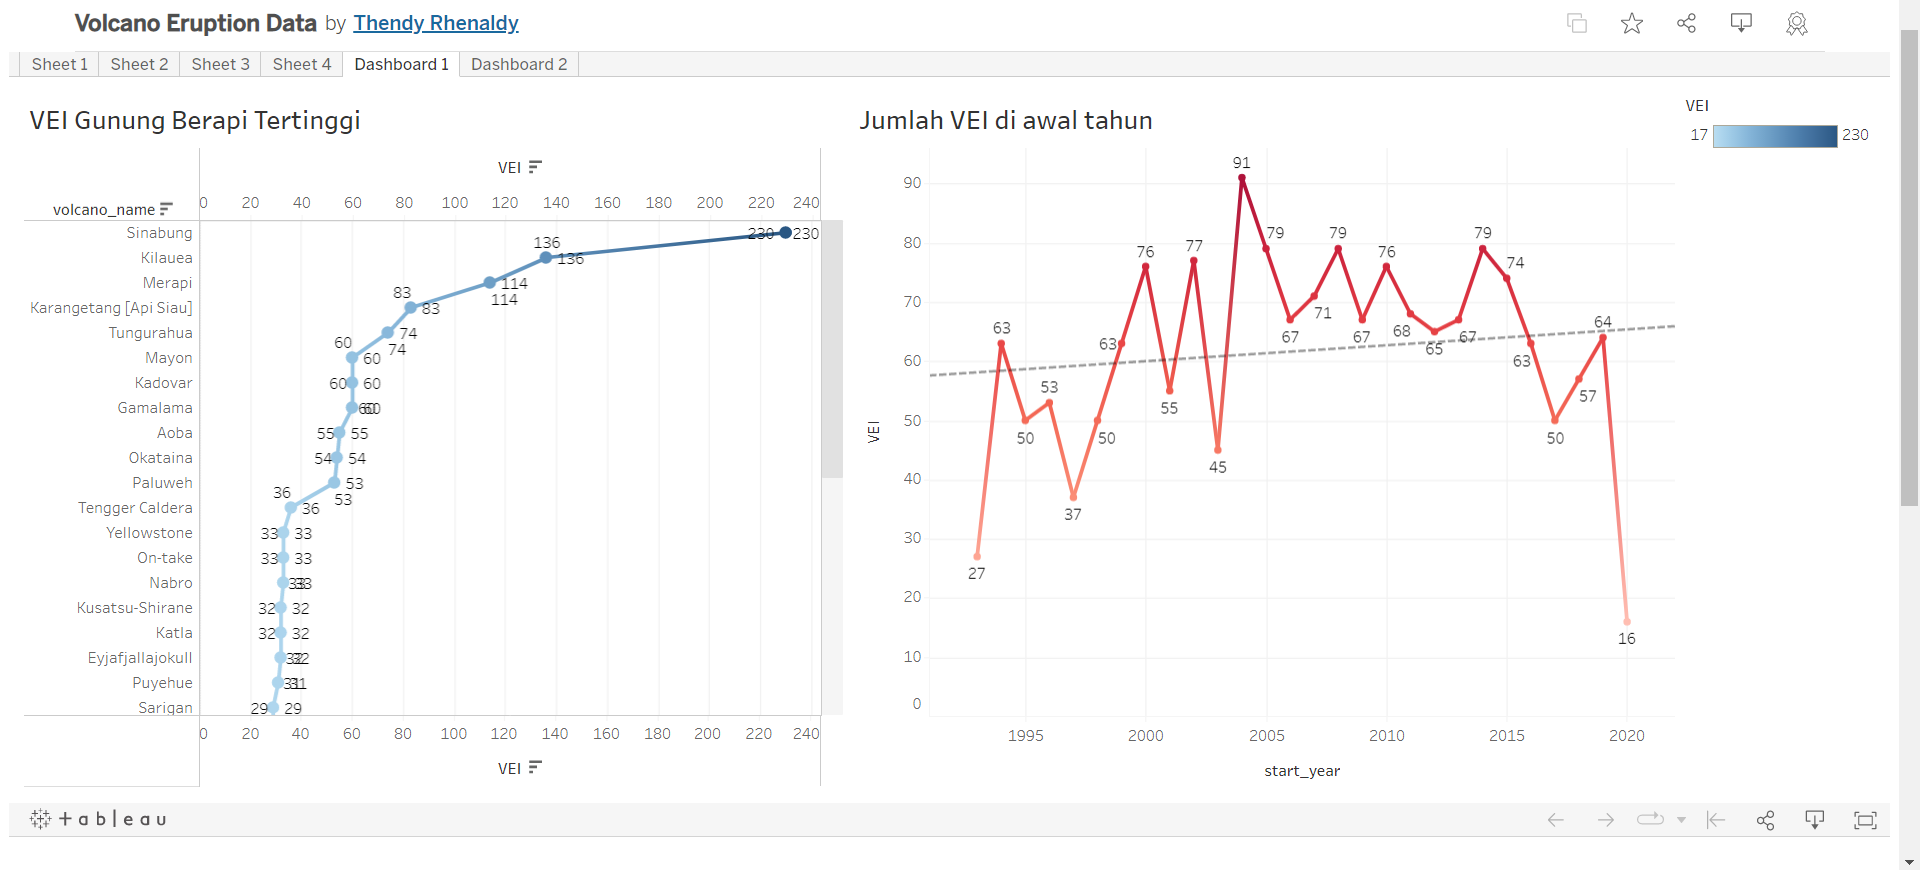 Volcano Eruption Data by Thendy Rhenaldy
Sheet 1 Sheet 2 Sheet 3 Sheet 4 Dashboard 1 Dashboard 2
VEI Gunung Berapi Tertinggi
VEI
volcano_name
0 20 40 60 80 100 120 140 160 180 200 220 240
Sinabung 230 230
Kilauea 136 136
Merapi 114 114
Karangetang [Api Siau] 83 83
Tungurahua 74 74
Mayon 60 60
Kadovar 60 60
Gamalama 60 60
Aoba 55 55
Okataina 54 54
Paluweh 53 53
Tengger Caldera 36 36
Yellowstone 33 33
On-take 33 33
Nabro 33 33
Kusatsu-Shirane 32 32
Katla 32 32
Eyjafjallajokull 32 32
Puyehue 31 31
Sarigan 29 29
0 20 40 60 80 100 120 140 160 180 200 220 240
VEI
Jumlah VEI di awal tahun
VEI
90
80
70
60
50
40
30
20
10
0
27 63 50 53 37 50 63 76 55 77 45 91 79 67 71 79 67 76 68 65 67 79 74 63 50 57 64 16
1995 2000 2005 2010 2015 2020
start_year
VEI
17 230
+ a b l e a u